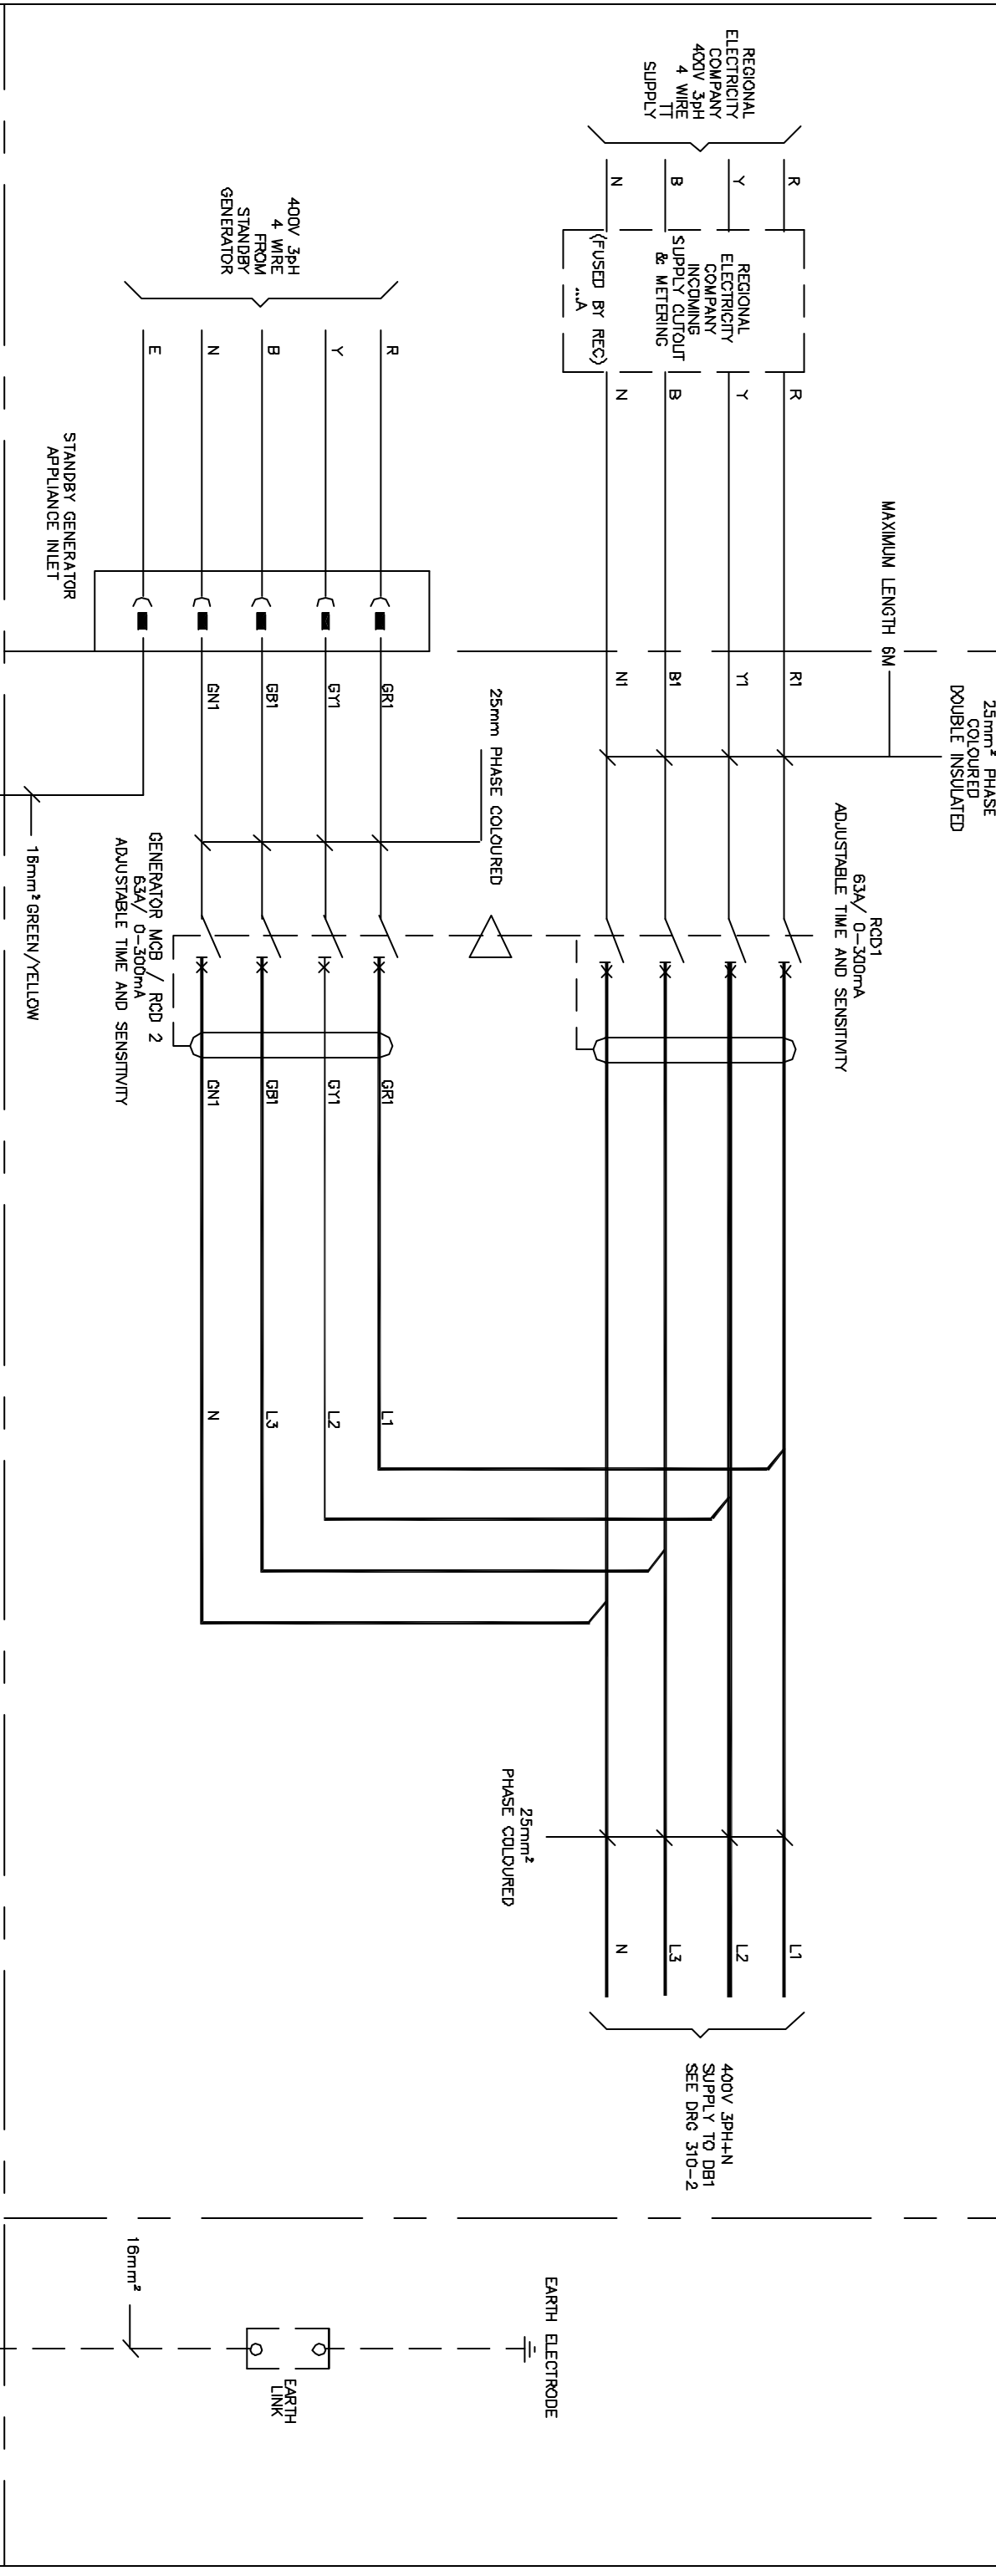 REGIONAL
ELECTRICITY
COMPANY
400V 3pH
4 WIRE
TT
SUPPLY
R
Y
B
N
REGIONAL
ELECTRICITY
COMPANY
INCOMING
SUPPLY CUTOUT
& METERING
(FUSED BY REC)
...A
R
Y
B
N
MAXIMUM LENGTH 6M
25mm² PHASE
COLOURED
DOUBLE INSULATED
R1
Y1
B1
N1
RCD1
63A/ 0-300mA
ADJUSTABLE TIME AND SENSITIVITY
25mm²
PHASE COLOURED
L1
L2
L3
N
400V 3PH+N
SUPPLY TO DB1
SEE DRG 310-2
400V 3pH
4 WIRE
FROM
STANDBY
GENERATOR
R
Y
B
N
E
STANDBY GENERATOR
APPLIANCE INLET
GR1
GY1
GB1
GN1
25mm PHASE COLOURED
GENERATOR MCB / RCD 2
63A/ 0-300mA
ADJUSTABLE TIME AND SENSITIVITY
16mm² GREEN/YELLOW
GR1
GY1
GB1
GN1
L1
L2
L3
N
EARTH ELECTRODE
EARTH
LINK
16mm²